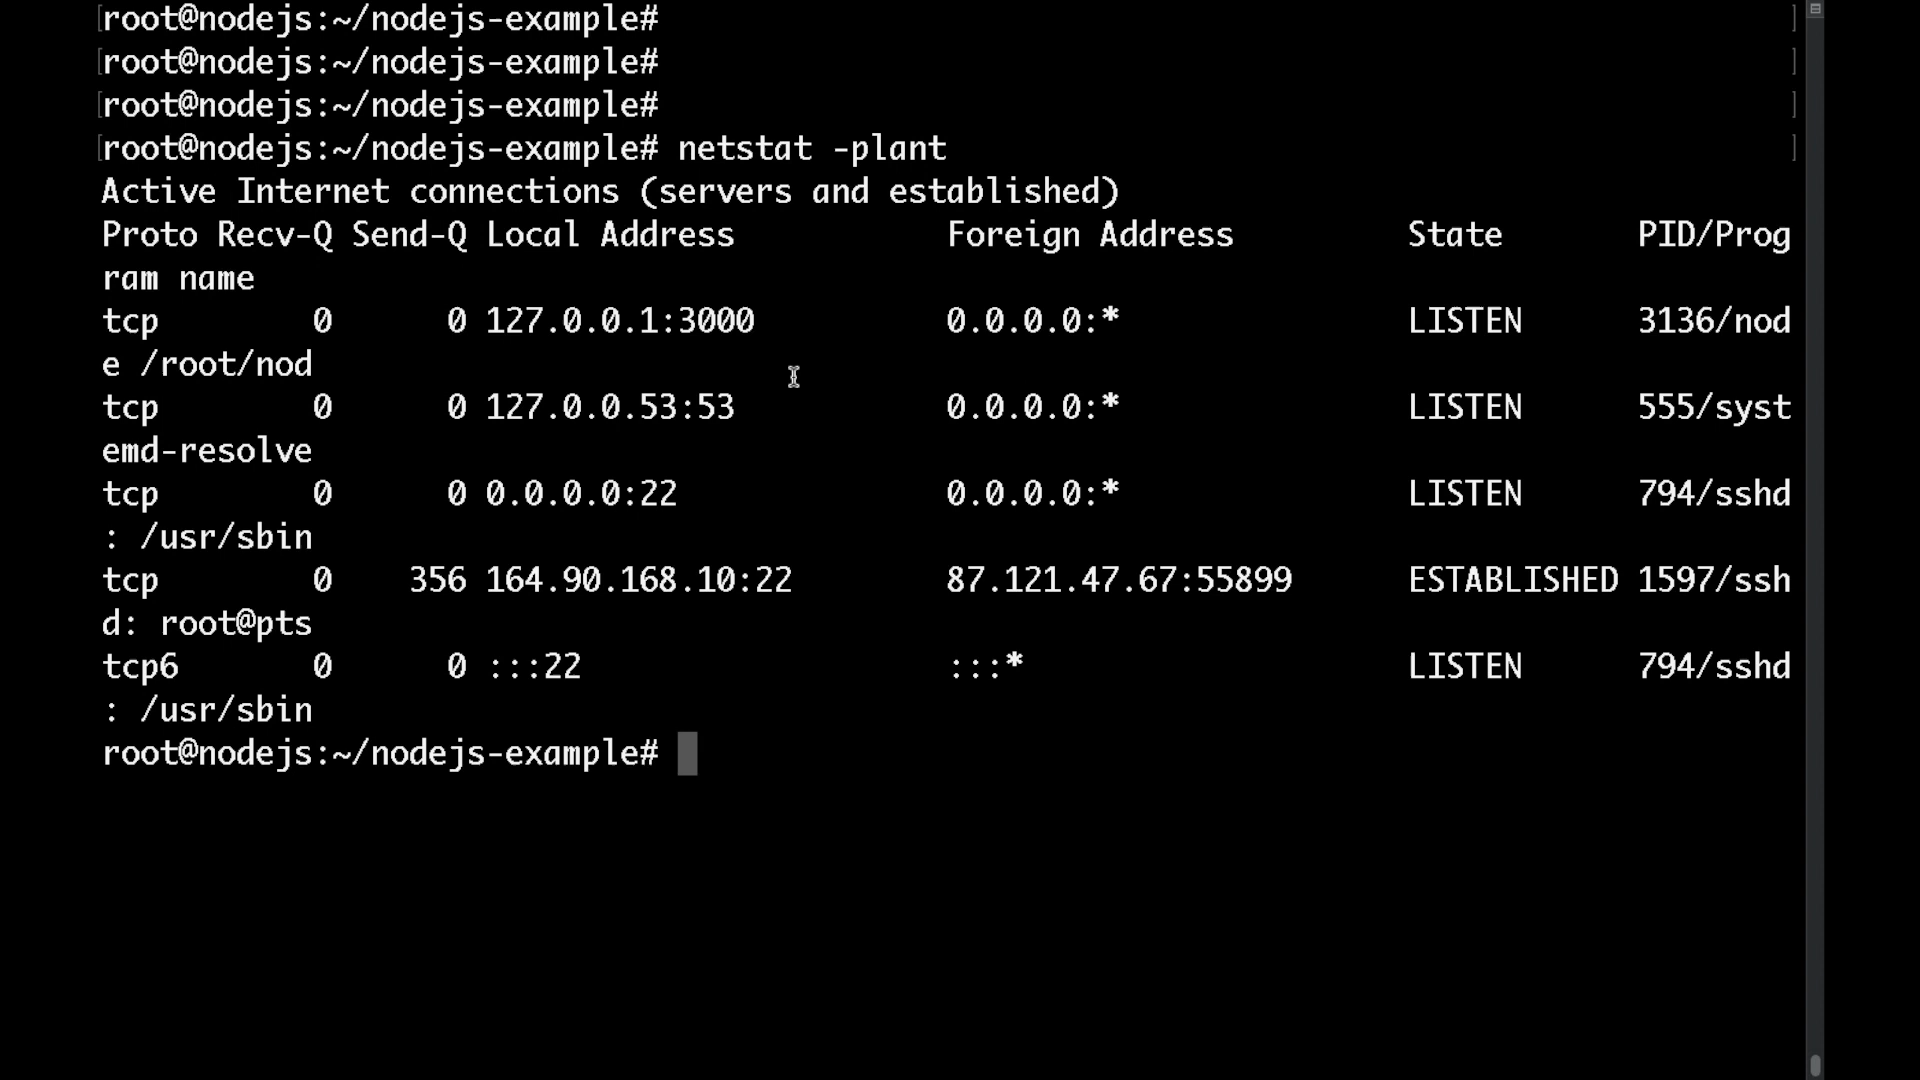 [root@nodejs:~/nodejs-example# ]
[root@nodejs:~/nodejs-example# ]
[root@nodejs:~/nodejs-example# ]
[root@nodejs:~/nodejs-example# netstat -plant ]
Active Internet connections (servers and established)
Proto Recv-Q Send-Q Local Address           Foreign Address         State       PID/Prog
ram name
tcp        0      0 127.0.0.1:3000          0.0.0.0:*               LISTEN      3136/nod
e /root/nod
tcp        0      0 127.0.0.53:53           0.0.0.0:*               LISTEN      555/syst
emd-resolve
tcp        0      0 0.0.0.0:22              0.0.0.0:*               LISTEN      794/sshd
: /usr/sbin
tcp        0    356 164.90.168.10:22        87.121.47.67:55899      ESTABLISHED 1597/ssh
d: root@pts
tcp6       0      0 :::22                   :::*                    LISTEN      794/sshd
: /usr/sbin
root@nodejs:~/nodejs-example#